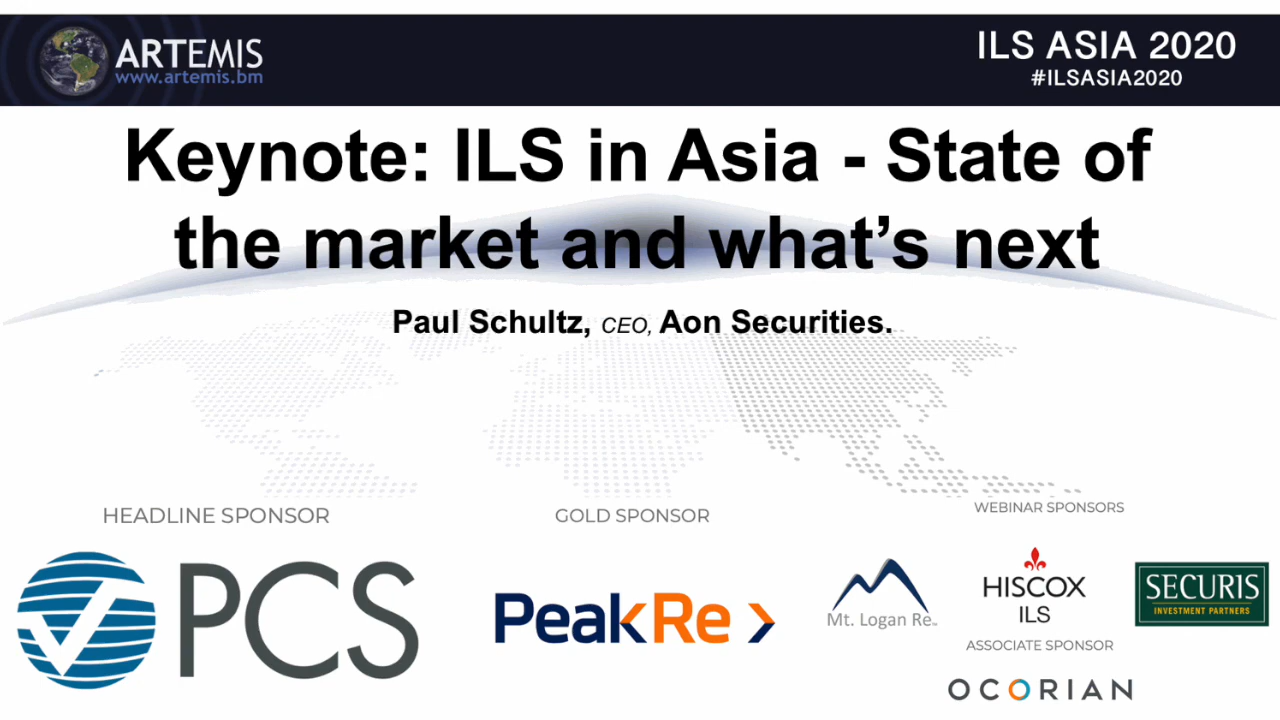 ARTEMIS
www.artemis.bm
ILS ASIA 2020
#ILSASIA2020
Keynote: ILS in Asia - State of
the market and what’s next
Paul Schultz, CEO, Aon Securities.
HEADLINE SPONSOR
GOLD SPONSOR
WEBINAR SPONSORS
PCS
PeakRe
Mt. Logan Re
HISCOX
ILS
SECURIS
INVESTMENT PARTNERS
ASSOCIATE SPONSOR
OCORIAN